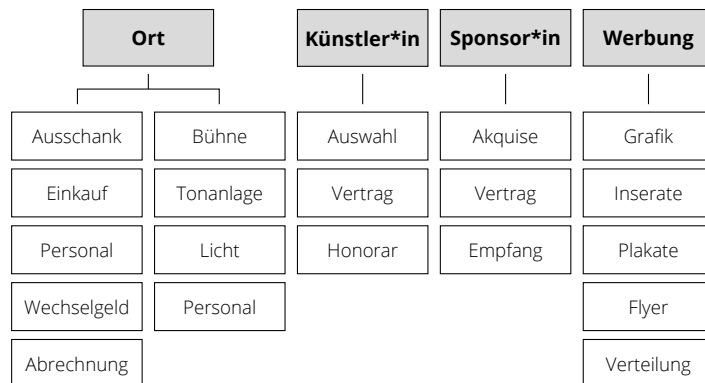 Ort
Künstler*in
Sponsor*in
Werbung
Ausschank
Bühne
Auswahl
Akquise
Grafik
Einkauf
Tonanlage
Vertrag
Vertrag
Inserate
Personal
Licht
Honorar
Empfang
Plakate
Wechselgeld
Personal
Flyer
Abrechnung
Verteilung